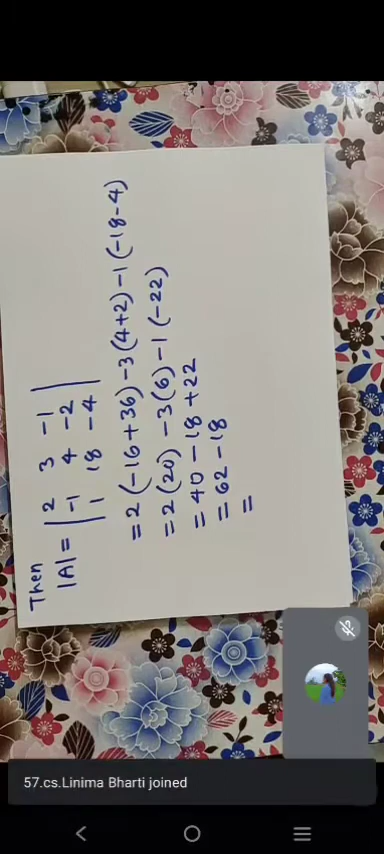 Then
|A| = | 2 3 -1 |
| -1 4 -2 |
| 1 18 -4 |
= 2 (-16 + 36) - 3 (4+2) - 1 (-18-4)
= 2 (20) - 3(6) - 1 (-22)
= 40 - 18 + 22
= 62 - 18
=
57.cs.Linima Bharti joined